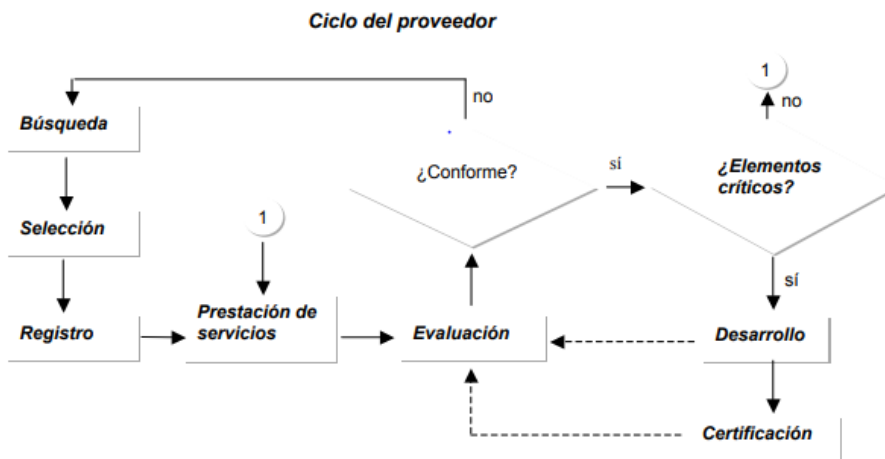 Ciclo del proveedor
1
no
no
Búsqueda
¿Conforme?
sí
¿Elementos
críticos?
Selección
1
sí
Registro
Prestación de
servicios
Evaluación
Desarrollo
Certificación